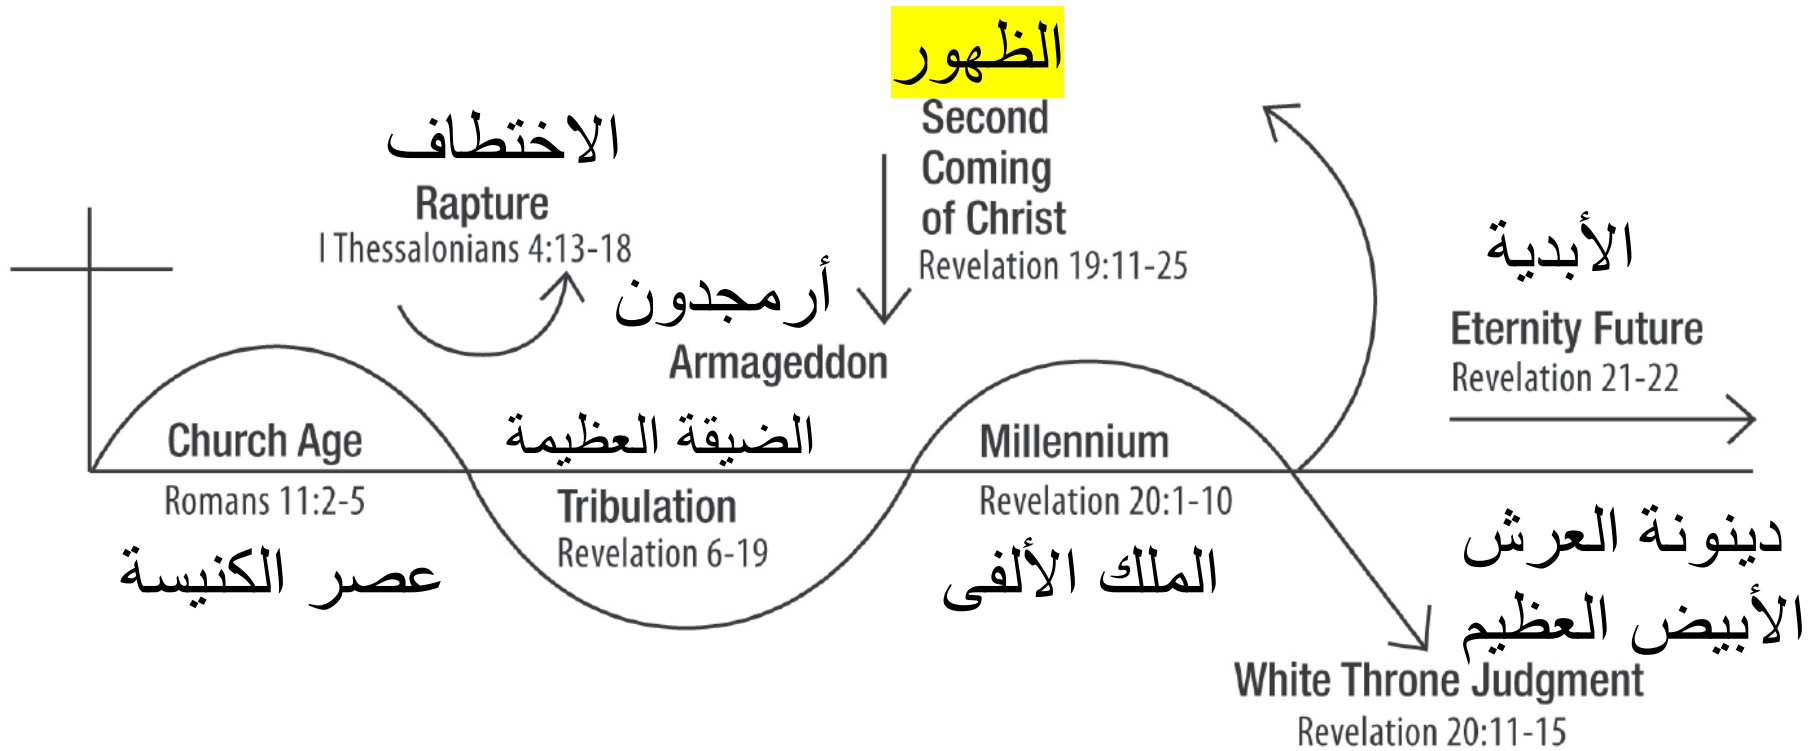 الظهور
Second
Coming
of Christ
Revelation 19:11-25
الاختطاف
Rapture
I Thessalonians 4:13-18
أرمجدون
Armageddon
الأبدية
Eternity Future
Revelation 21-22
Church Age
Romans 11:2-5
عصر الكنيسة
الضيقة العظيمة
Tribulation
Revelation 6-19
Millennium
Revelation 20:1-10
الملك الألفى
دينونة العرش
الأبيض العظيم
White Throne Judgment
Revelation 20:11-15